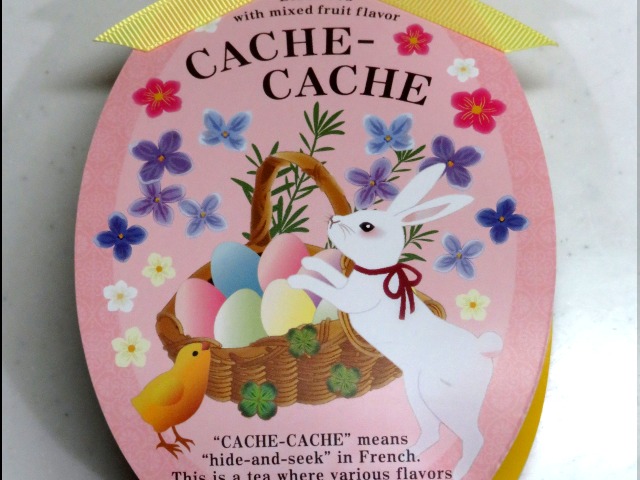 with mixed fruit flavor
CACHE-
CACHE
“CACHE-CACHE” means
“hide-and-seek” in French.
This is a tea where various flavors